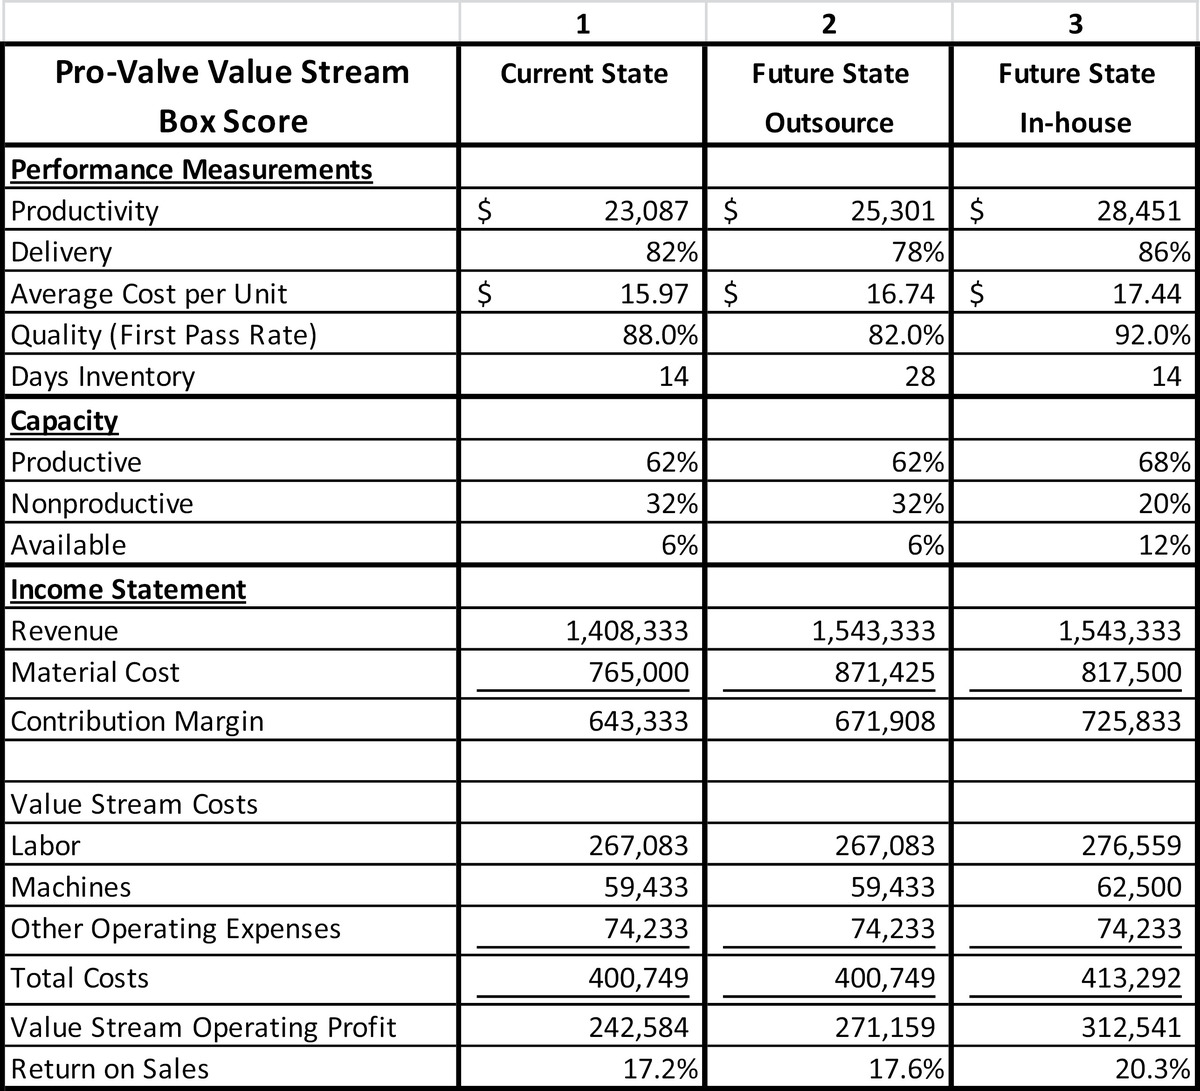 1 2 3
Pro-Valve Value Stream Current State Future State Future State
Box Score Outsource In-house
Performance Measurements
Productivity $ 23,087 $ 25,301 $ 28,451
Delivery 82% 78% 86%
Average Cost per Unit $ 15.97 $ 16.74 $ 17.44
Quality (First Pass Rate) 88.0% 82.0% 92.0%
Days Inventory 14 28 14
Capacity
Productive 62% 62% 68%
Nonproductive 32% 32% 20%
Available 6% 6% 12%
Income Statement
Revenue 1,408,333 1,543,333 1,543,333
Material Cost 765,000 871,425 817,500
Contribution Margin 643,333 671,908 725,833
Value Stream Costs
Labor 267,083 267,083 276,559
Machines 59,433 59,433 62,500
Other Operating Expenses 74,233 74,233 74,233
Total Costs 400,749 400,749 413,292
Value Stream Operating Profit 242,584 271,159 312,541
Return on Sales 17.2% 17.6% 20.3%